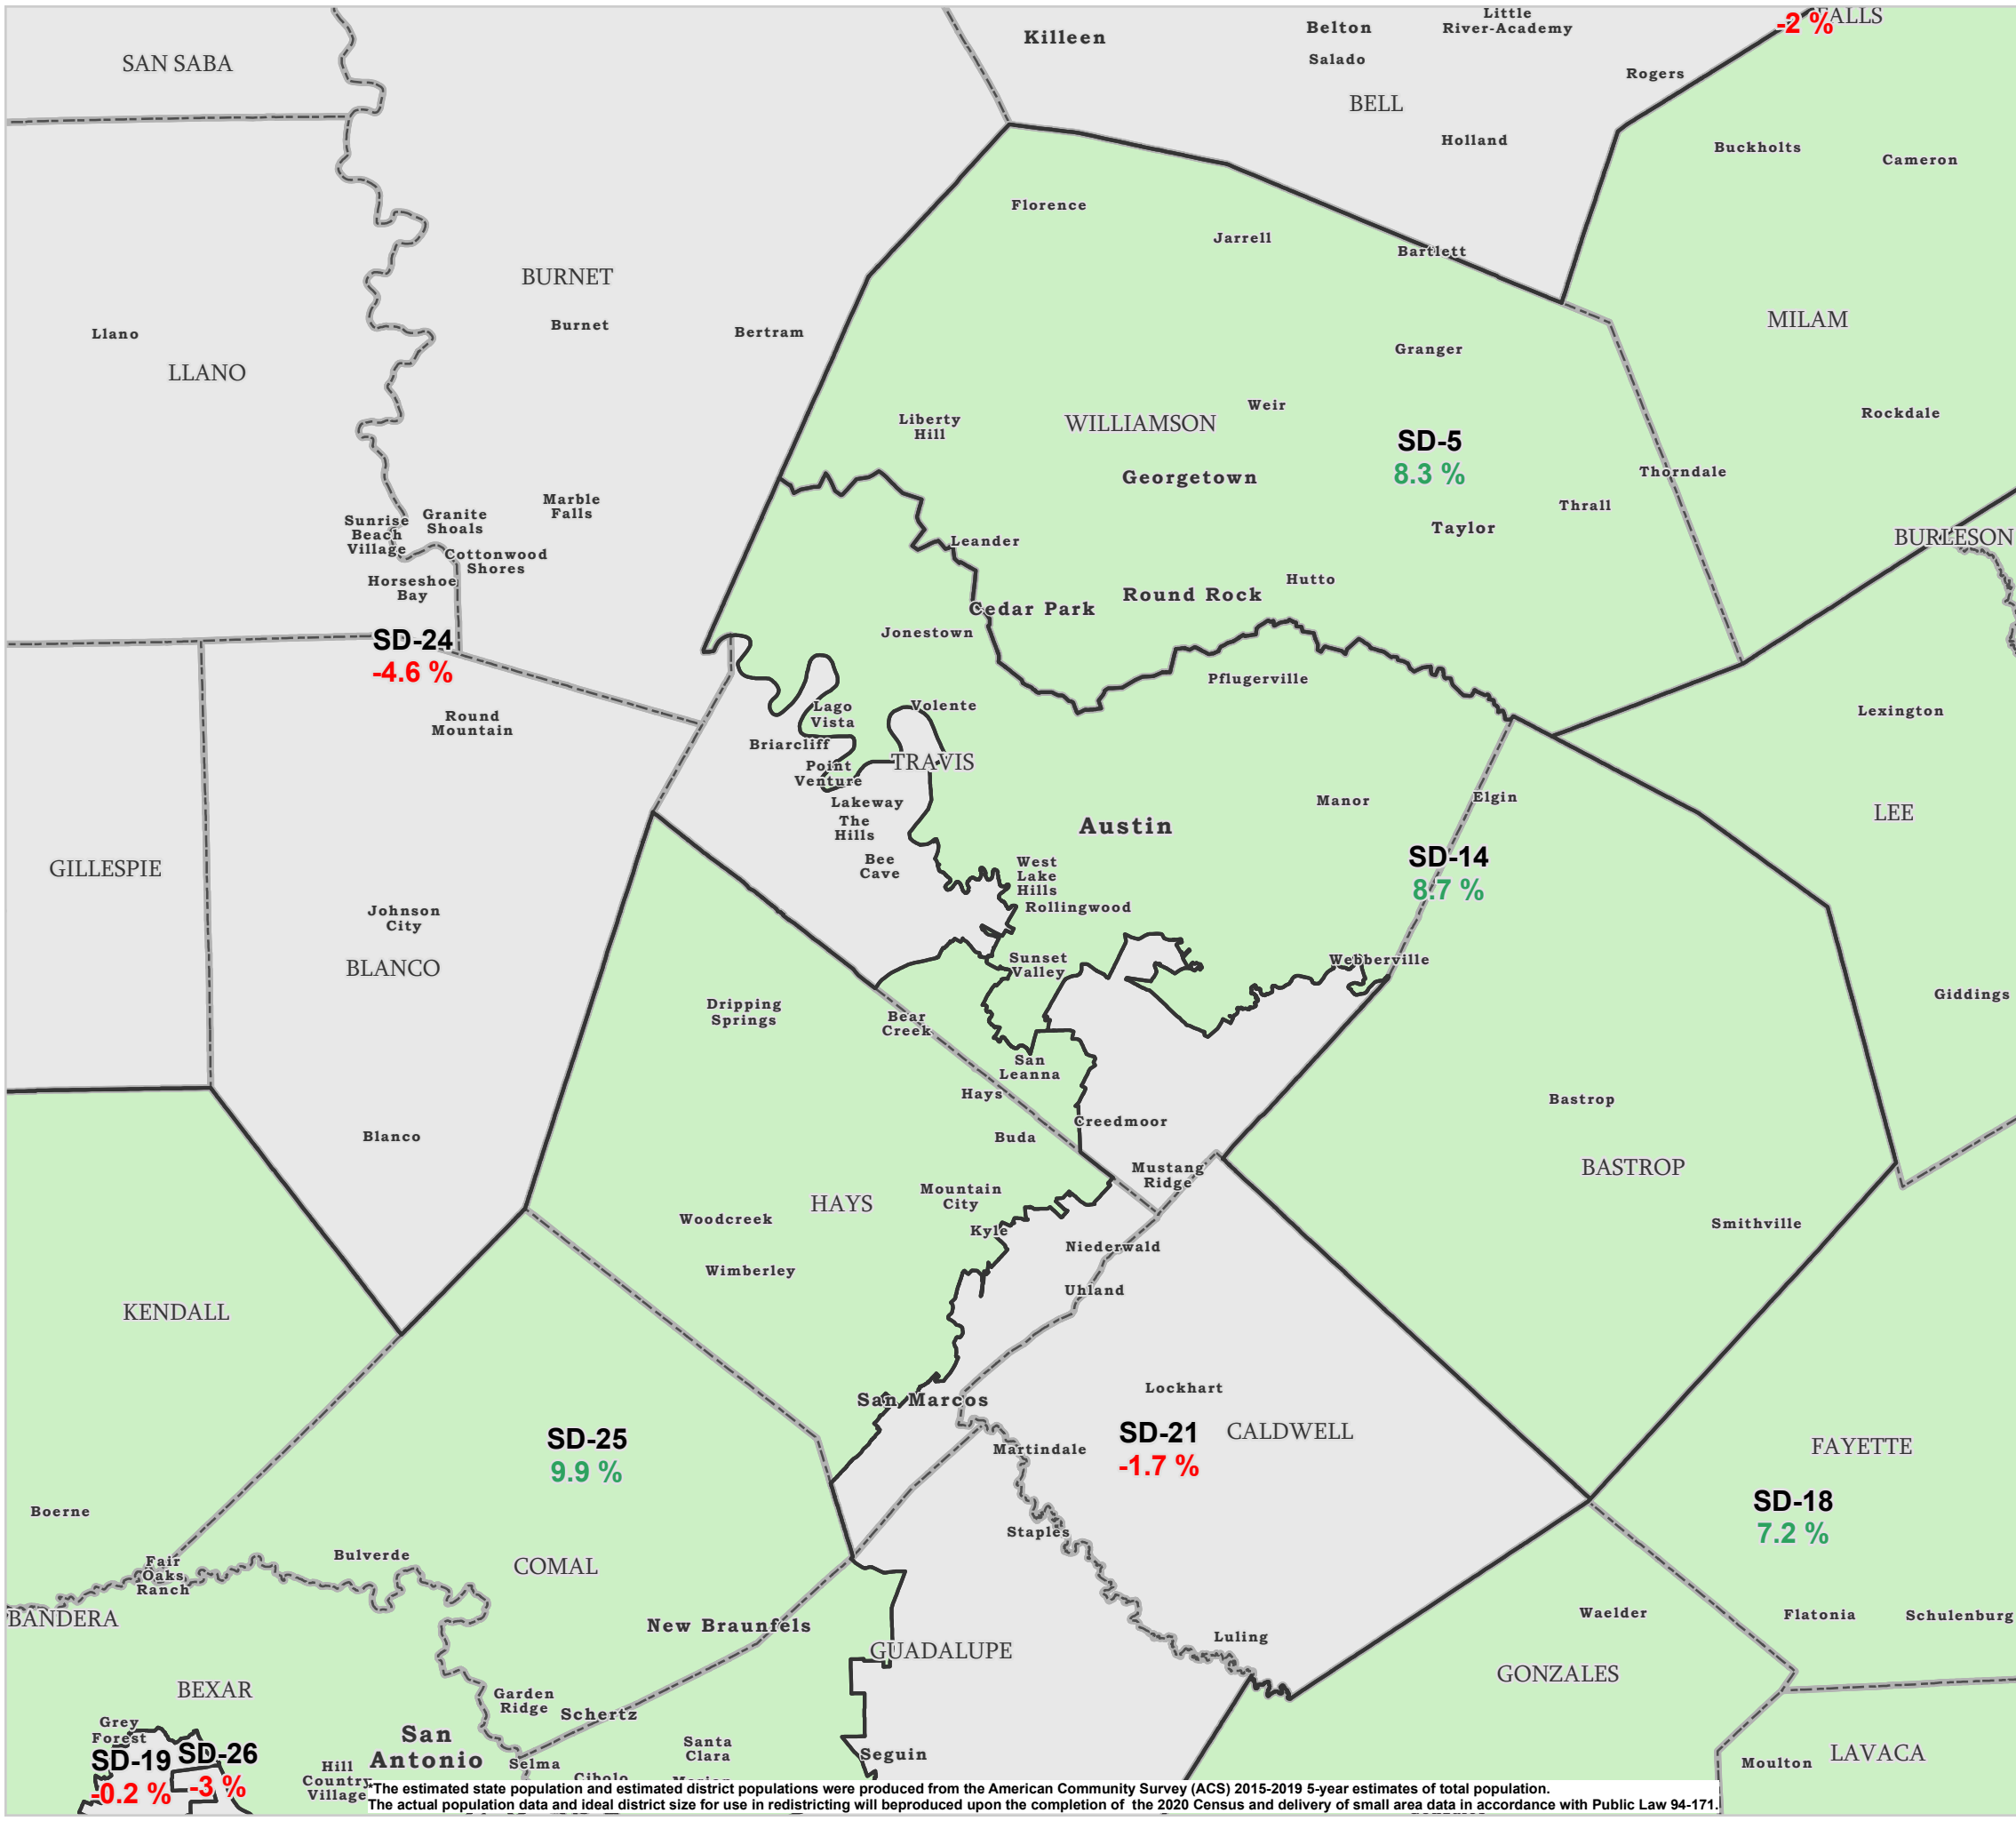 Little
River-Academy
Belton
Killeen
Salado
FALLS
-2 %
SAN SABA
Rogers
BELL
Holland
Buckholts
Cameron
Florence
Jarrell
Bartlett
BURNET
Burnet
Bertram
Llano
LLANO
MILAM
Granger
Weir
WILLIAMSON
Liberty
Hill
Rockdale
SD-5
8.3 %
Georgetown
Thorndale
Thrall
Taylor
Marble
Falls
Granite
Shoals
Sunrise
Beach
Village
Cottonwood
Shores
Horseshoe
Bay
Leander
BURLESON
Hutto
Round Rock
Cedar Park
Jonestown
SD-24
-4.6 %
Pflugerville
Round
Mountain
Lago
Vista
Volente
Lexington
Briarcliff
TRAVIS
Point
Venture
Lakeway
The
Hills
Manor
Elgin
LEE
Austin
Bee
Cave
West
Lake
Hills
Rollingwood
SD-14
8.7 %
GILLESPIE
Johnson
City
BLANCO
Sunset
Valley
Webberville
Giddings
Dripping
Springs
Bear
Creek
San
Leanna
Hays
Bastrop
Creedmoor
Buda
Blanco
BASTROP
Mustang
Ridge
Mountain
City
HAYS
Woodcreek
Kyle
Smithville
Niederwald
Wimberley
Uhland
KENDALL
Lockhart
San Marcos
SD-21
-1.7 %
CALDWELL
Martindale
SD-25
9.9 %
FAYETTE
SD-18
7.2 %
Boerne
Staples
Bulverde
Fair
Oaks
Ranch
COMAL
BANDERA
New Braunfels
Waelder
Flatonia
Schulenburg
Luling
GUADALUPE
GONZALES
BEXAR
Garden
Ridge
Schertz
Grey
Forest
San
Antonio
Santa
Clara
Seguin
Selma
SD-19
-0.2 %
SD-26
-3 %
Hill
Country
Village
Cibolo
Moulton
LAVACA
*The estimated state population and estimated district populations were produced from the American Community Survey (ACS) 2015-2019 5-year estimates of total population.
The actual population data and ideal district size for use in redistricting will beproduced upon the completion of the 2020 Census and delivery of small area data in accordance with Public Law 94-171.